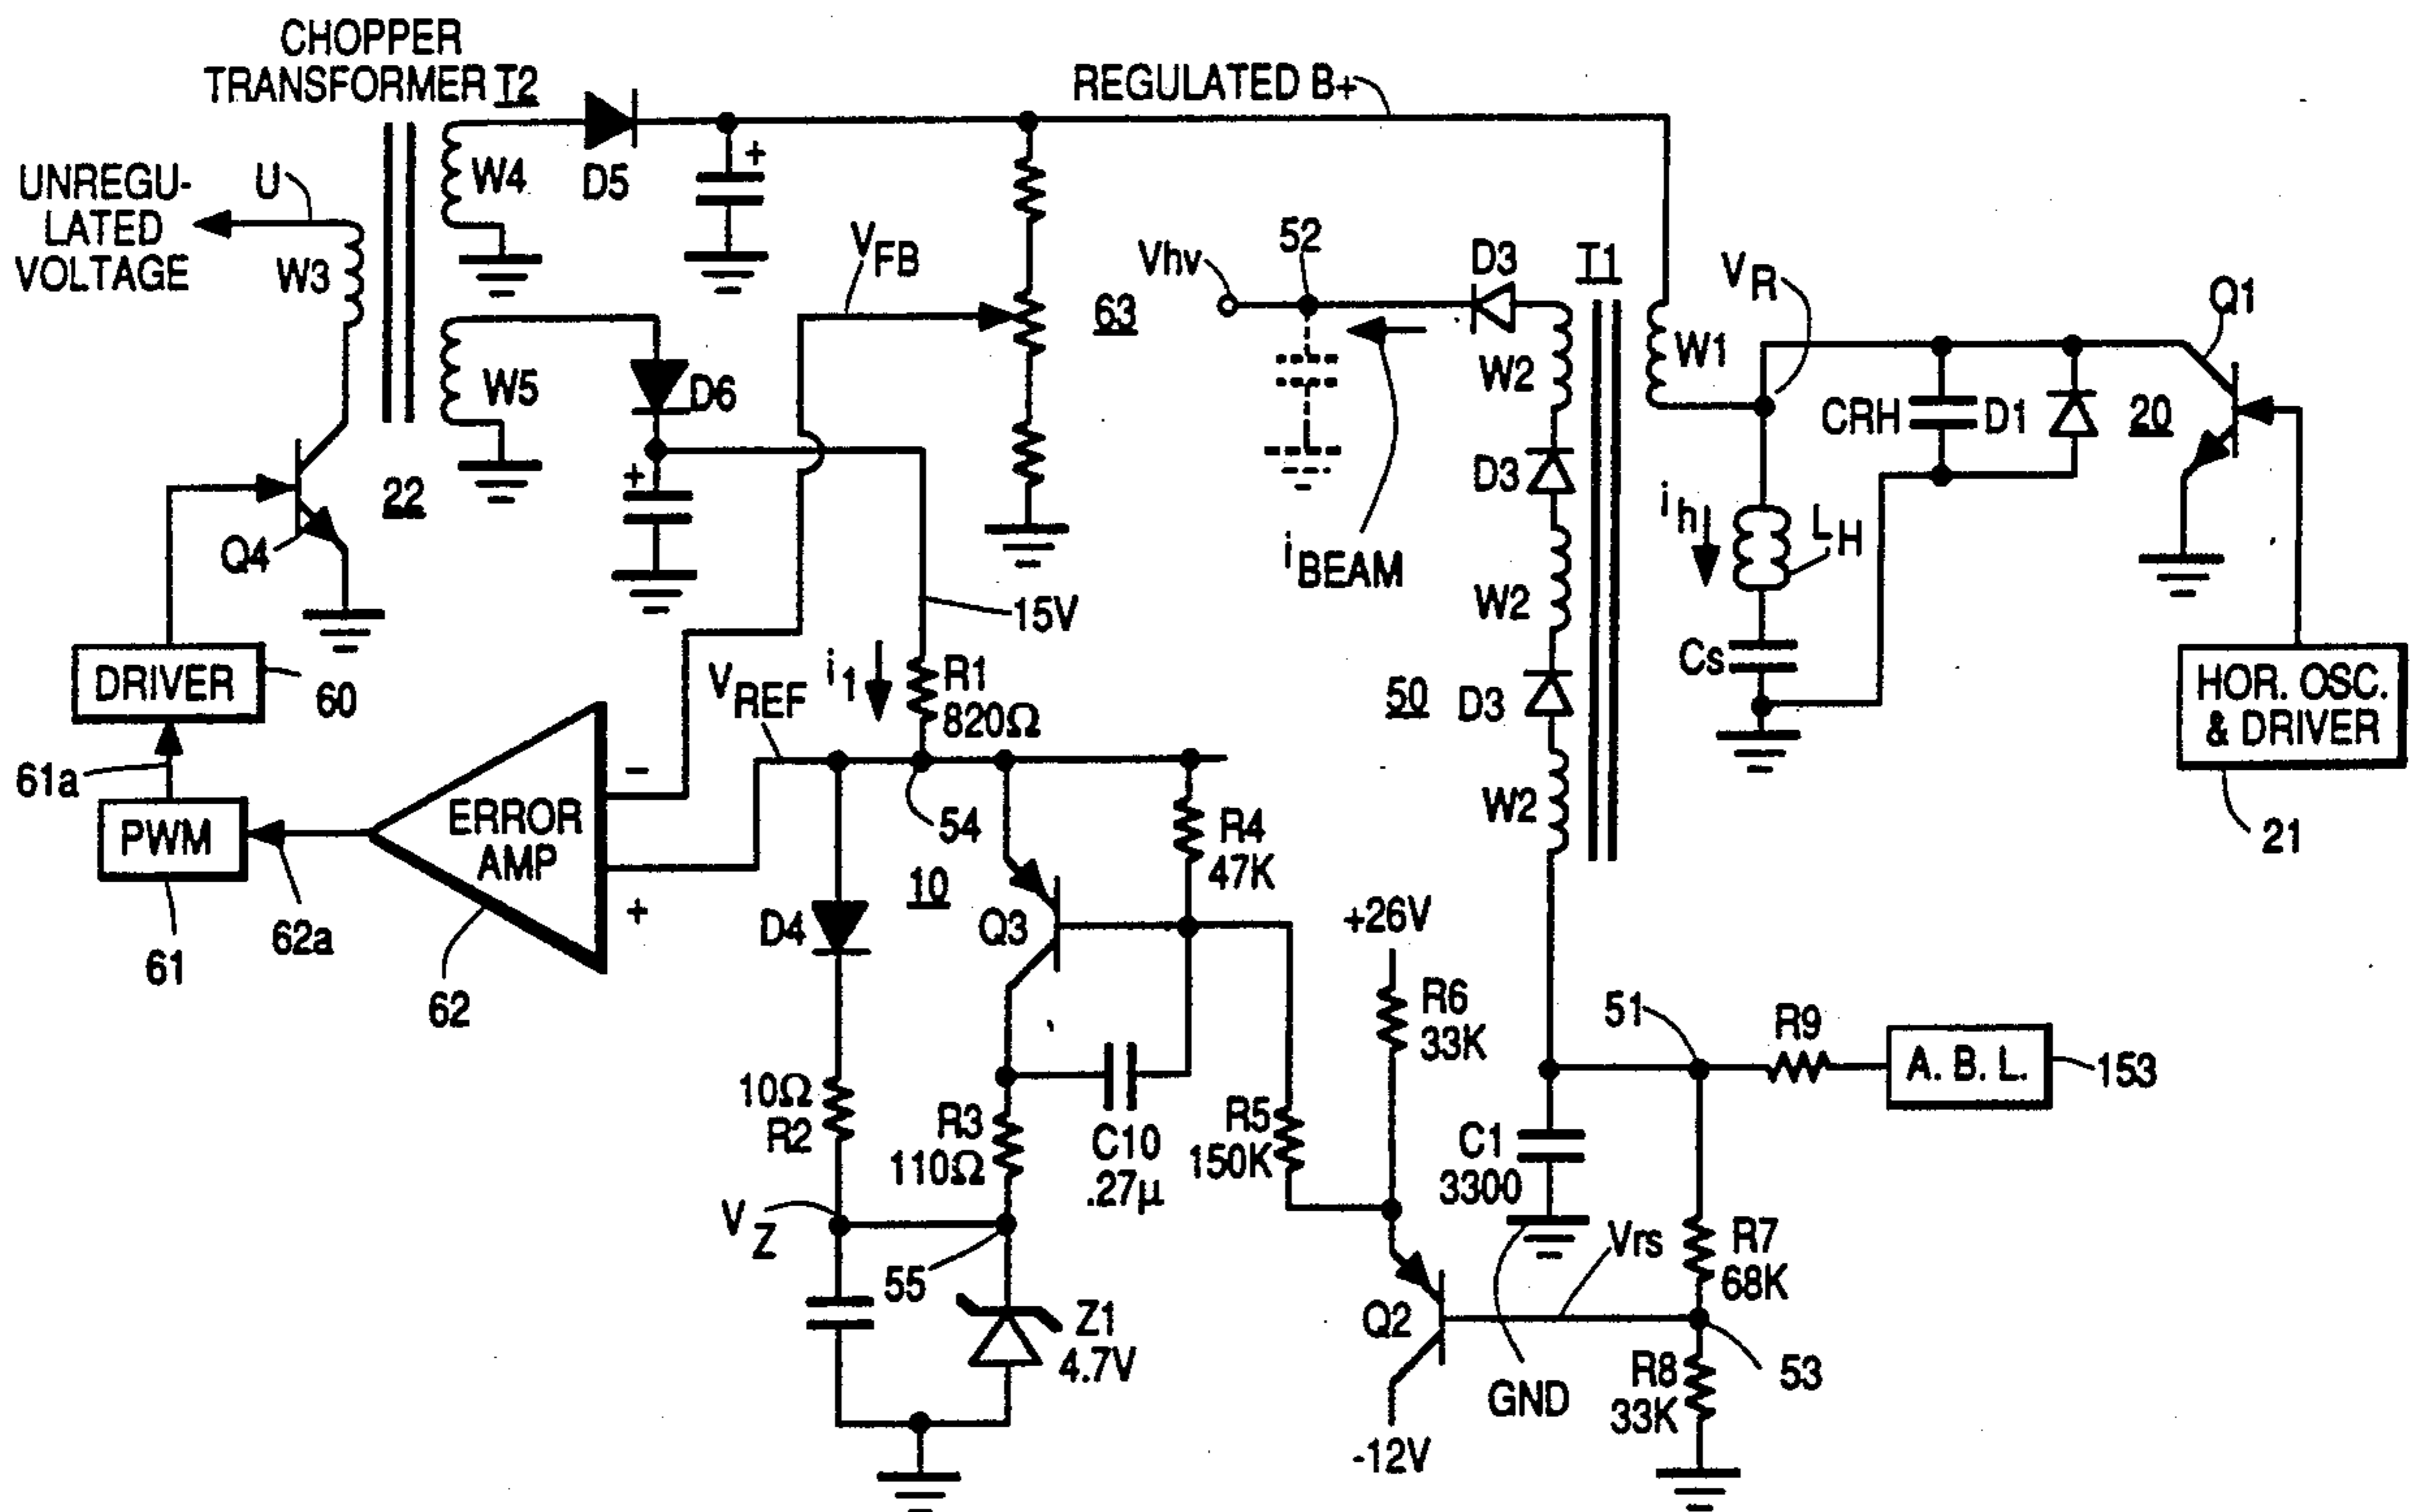 CHOPPER
TRANSFORMER T2
REGULATED B+
UNREGU-
LATED
VOLTAGE
U
W3
W4
D5
VFB
Vhv
52
D3
T1
VR
Q1
63
W5
D6
W2
W1
CRH
D1
20
22
Q4
D3
ih
LH
iBEAM
15V
W2
Cs
DRIVER
60
VREF
i1
R1
820Ω
50
D3
HOR. OSC.
& DRIVER
61a
PWM
ERROR
AMP
−
+
54
R4
47K
W2
21
10
61
62a
62
D4
Q3
+26V
R6
33K
51
R9
A. B. L.
153
10Ω
R2
R3
110Ω
C10
.27µ
R5
150K
C1
3300
VZ
55
Vrs
R7
68K
Z1
4.7V
Q2
GND
R8
33K
53
-12V